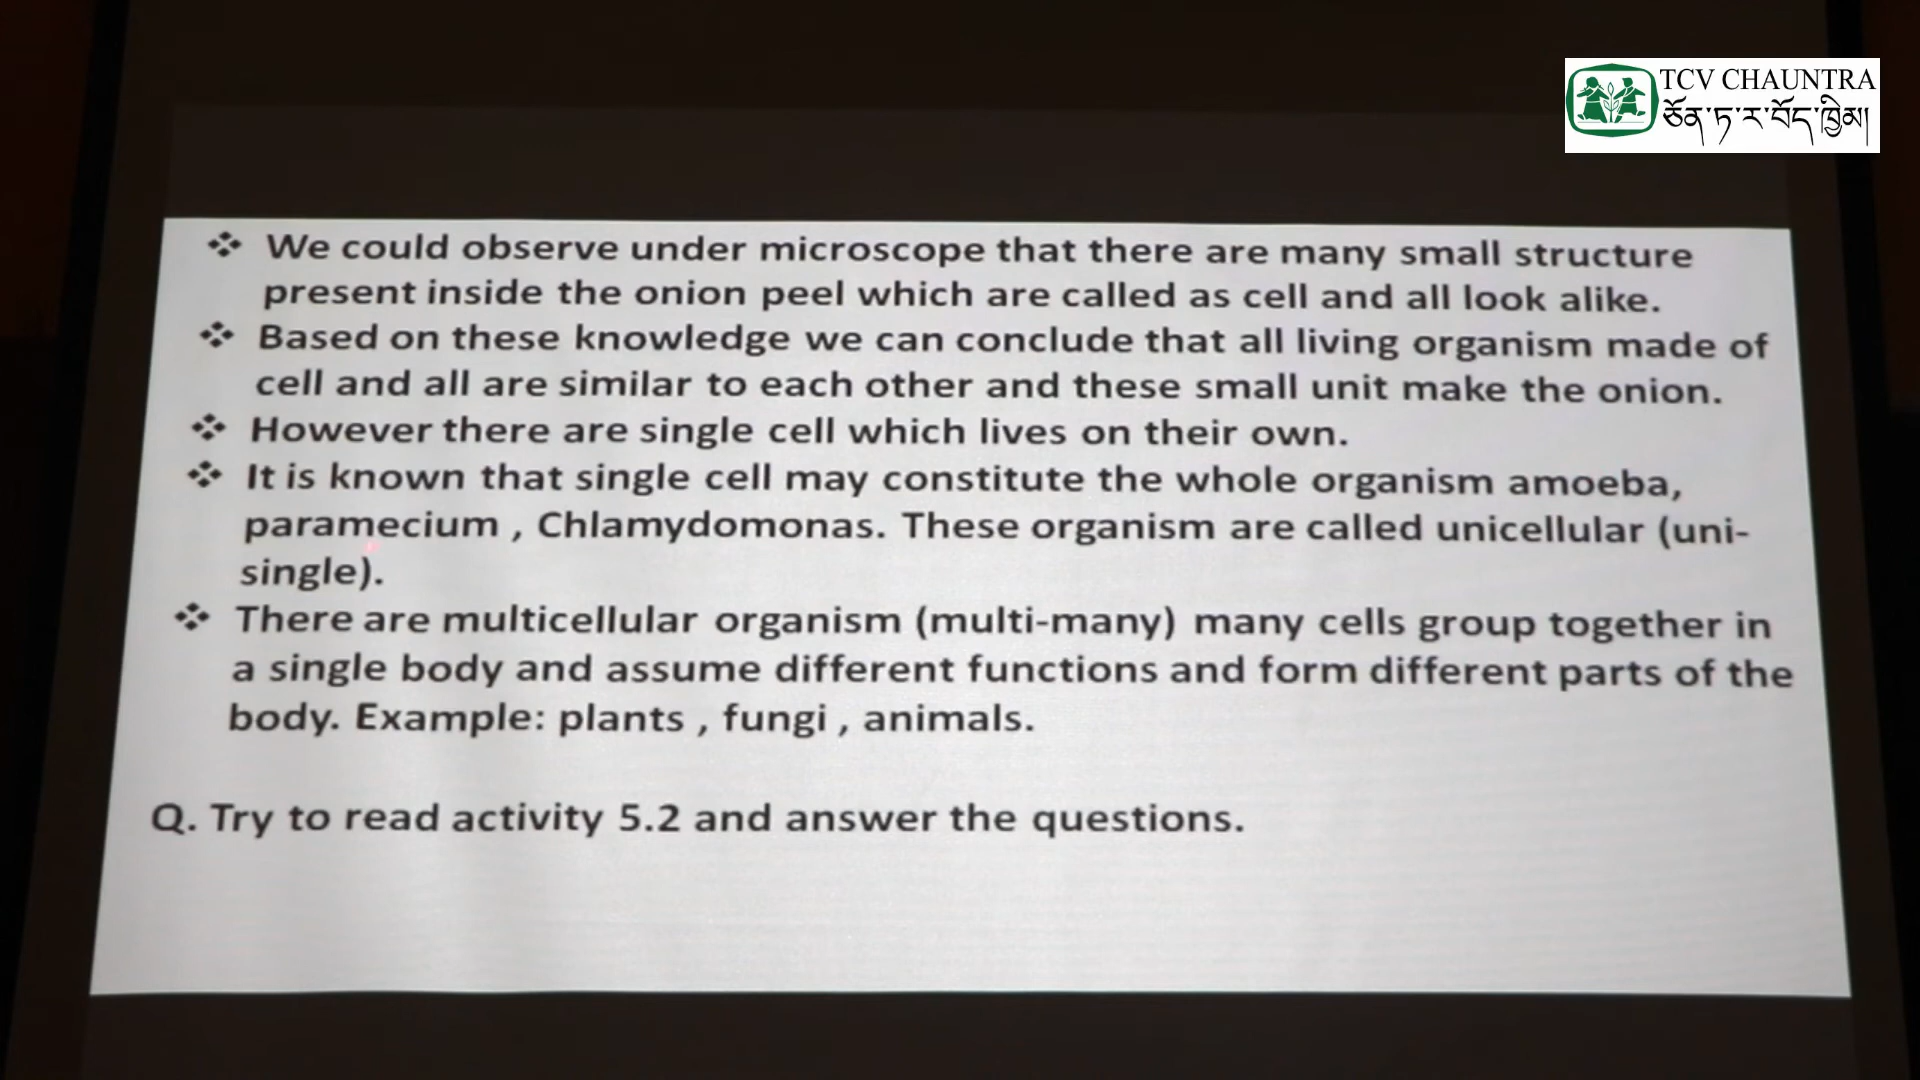 TCV CHAUNTRA
ཅོན་ཏ་ར་བོད་ཁྱིམ།
❖ We could observe under microscope that there are many small structure
present inside the onion peel which are called as cell and all look alike.
❖ Based on these knowledge we can conclude that all living organism made of
cell and all are similar to each other and these small unit make the onion.
❖ However there are single cell which lives on their own.
❖ It is known that single cell may constitute the whole organism amoeba,
paramecium , Chlamydomonas. These organism are called unicellular (uni-
single).
❖ There are multicellular organism (multi-many) many cells group together in
a single body and assume different functions and form different parts of the
body. Example: plants , fungi , animals.
Q. Try to read activity 5.2 and answer the questions.